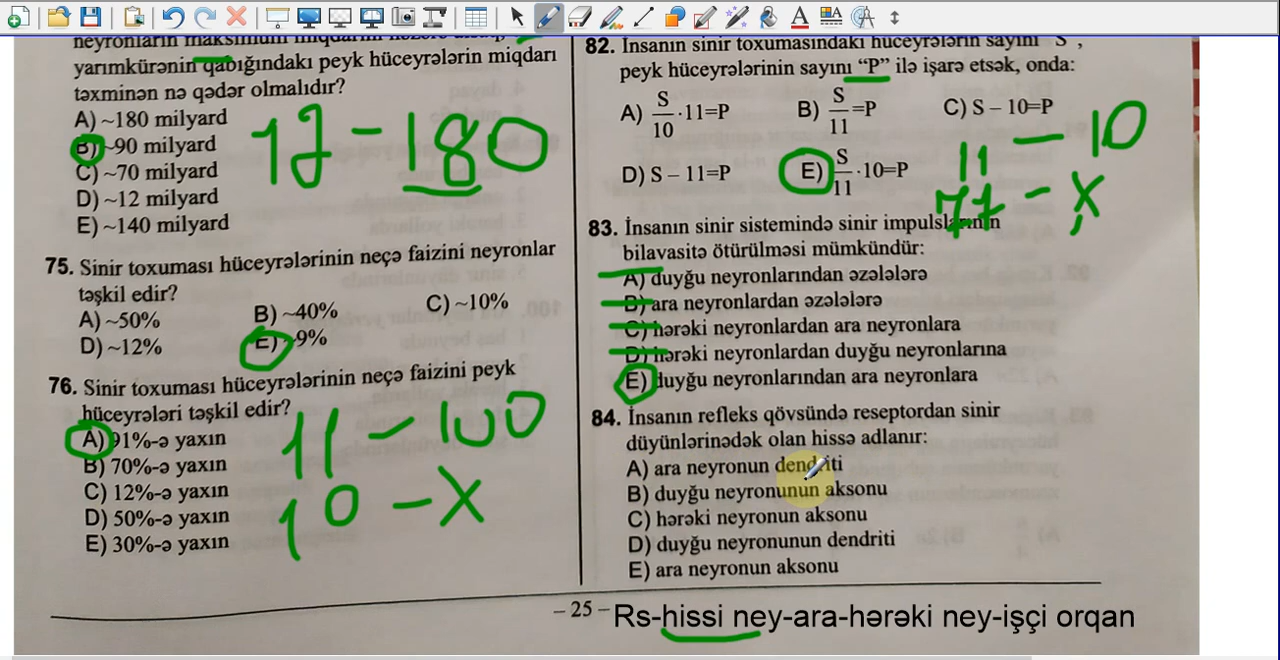 neyronların maksimum miqdarını nəzərə alsaq,
yarımkürənin qabığındakı peyk hüceyrələrin miqdarı
təxminən nə qədər olmalıdır?
A) ~180 milyard
B) ~90 milyard
C) ~70 milyard
D) ~12 milyard
E) ~140 milyard
12 – 180
75. Sinir toxuması hüceyrələrinin neçə faizini neyronlar
təşkil edir?
A) ~50% B) ~40% C) ~10%
D) ~12% E) ~9%
76. Sinir toxuması hüceyrələrinin neçə faizini peyk
hüceyrələri təşkil edir?
A) 91%-ə yaxın
B) 70%-ə yaxın
C) 12%-ə yaxın
D) 50%-ə yaxın
E) 30%-ə yaxın
11 – 100
10 – x
82. İnsanın sinir toxumasındakı hüceyrələrin sayını "S",
peyk hüceyrələrinin sayını “P” ilə işarə etsək, onda:
A) S/10 ·11=P B) S/11 =P C) S – 10=P
D) S – 11=P E) S/11 ·10=P
11 – 10
77 – x
83. İnsanın sinir sistemində sinir impulslarının
bilavasitə ötürülməsi mümkündür:
A) duyğu neyronlarından əzələlərə
B) ara neyronlardan əzələlərə
C) hərəki neyronlardan ara neyronlara
D) hərəki neyronlardan duyğu neyronlarına
E) duyğu neyronlarından ara neyronlara
84. İnsanın refleks qövsündə reseptordan sinir
düyünlərinədək olan hissə adlanır:
A) ara neyronun dendriti
B) duyğu neyronunun aksonu
C) hərəki neyronun aksonu
D) duyğu neyronunun dendriti
E) ara neyronun aksonu
– 25 –
Rs-hissi ney-ara-hərəki ney-işçi orqan